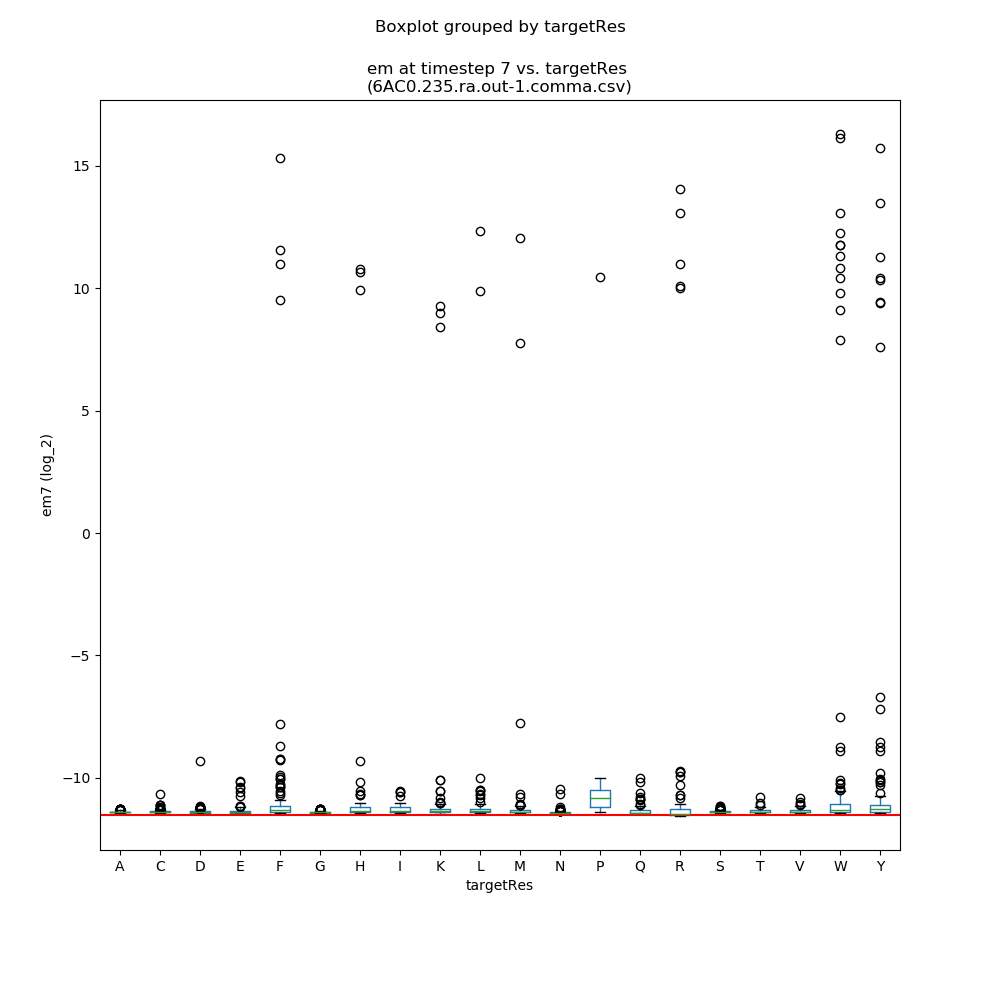 Boxplot grouped by targetRes
em at timestep 7 vs. targetRes
(6AC0.235.ra.out-1.comma.csv)
15
10
5
0
−5
−10
em7 (log_2)
A C D E F G H I K L M N P Q R S T V W Y
targetRes